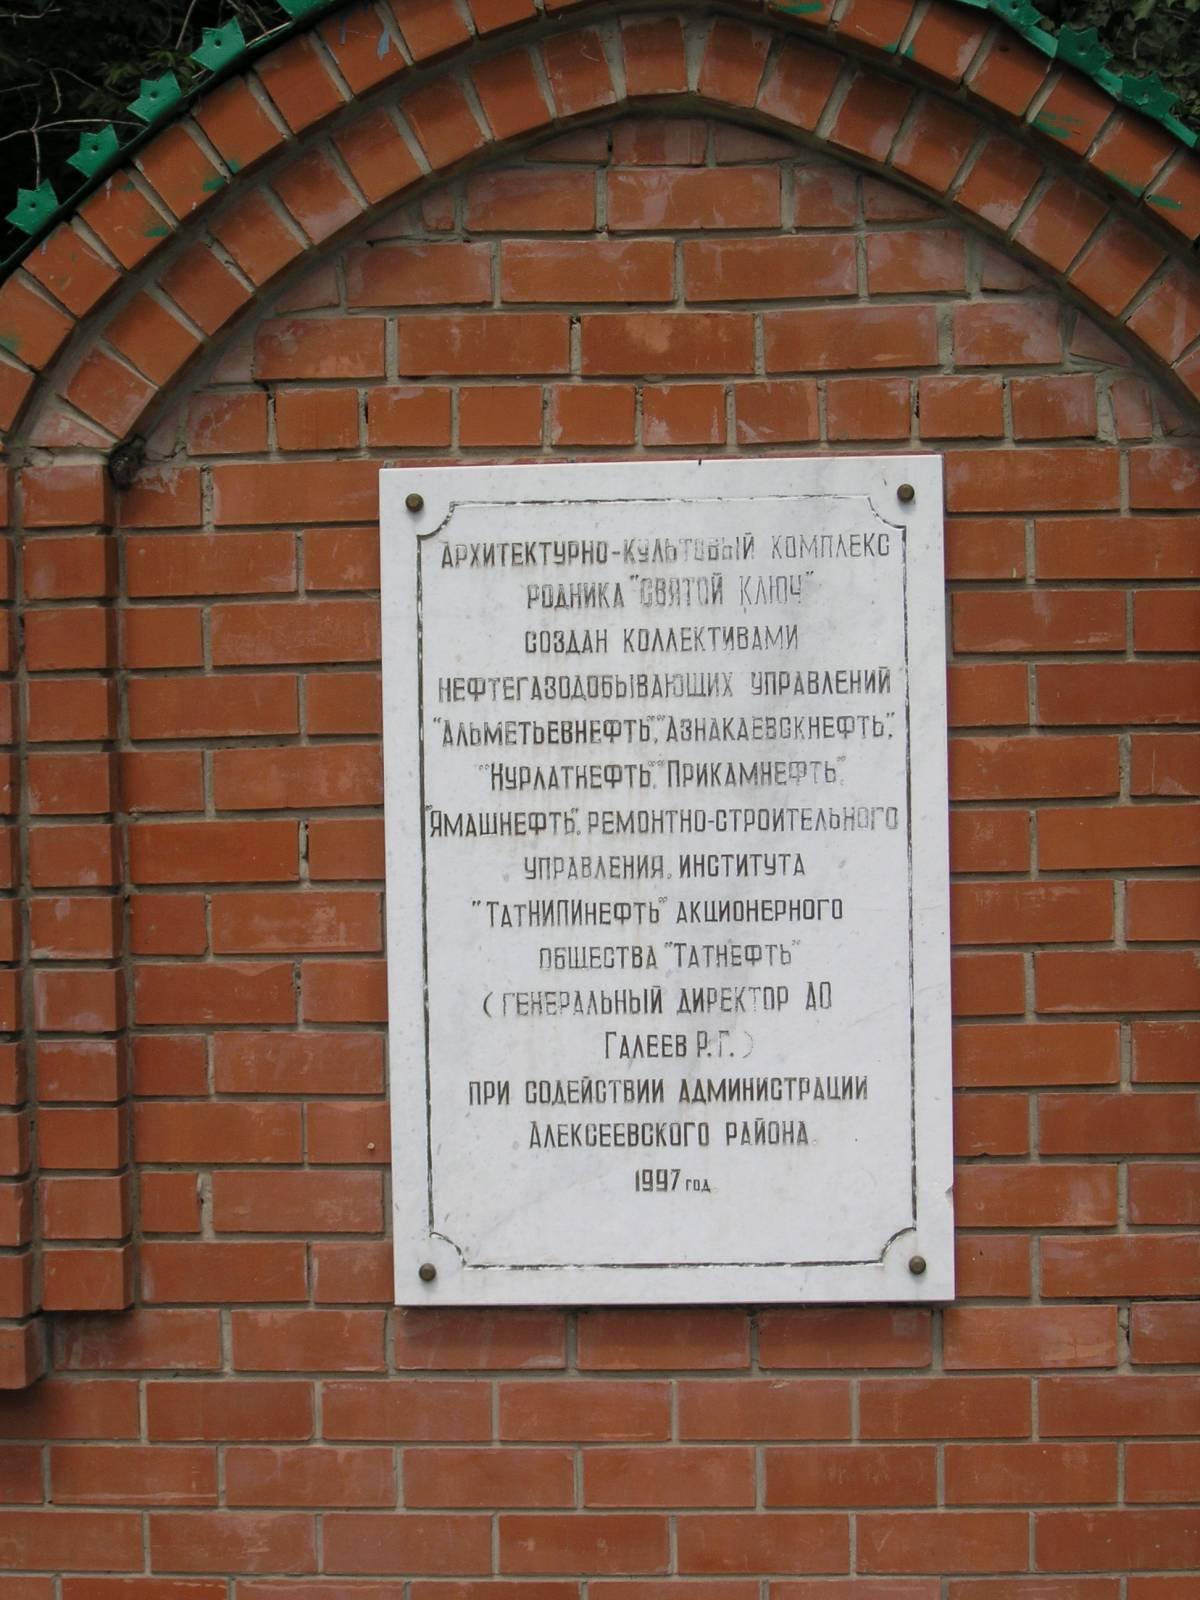 АРХИТЕКТУРНО-КУЛЬТОВЫЙ КОМПЛЕКС
РОДНИКА "СВЯТОЙ КЛЮЧ"
СОЗДАН КОЛЛЕКТИВАМИ
НЕФТЕГАЗОДОБЫВАЮЩИХ УПРАВЛЕНИЙ
"АЛЬМЕТЬЕВНЕФТЬ", "АЗНАКАЕВСКНЕФТЬ",
"НУРЛАТНЕФТЬ", "ПРИКАМНЕФТЬ",
"ЯМАШНЕФТЬ", РЕМОНТНО-СТРОИТЕЛЬНОГО
УПРАВЛЕНИЯ, ИНСТИТУТА
"ТАТНИПИНЕФТЬ" АКЦИОНЕРНОГО
ОБЩЕСТВА "ТАТНЕФТЬ"
(ГЕНЕРАЛЬНЫЙ ДИРЕКТОР АО
ГАЛЕЕВ Р.Г.)
ПРИ СОДЕЙСТВИИ АДМИНИСТРАЦИИ
АЛЕКСЕЕВСКОГО РАЙОНА.
1997 ГОД